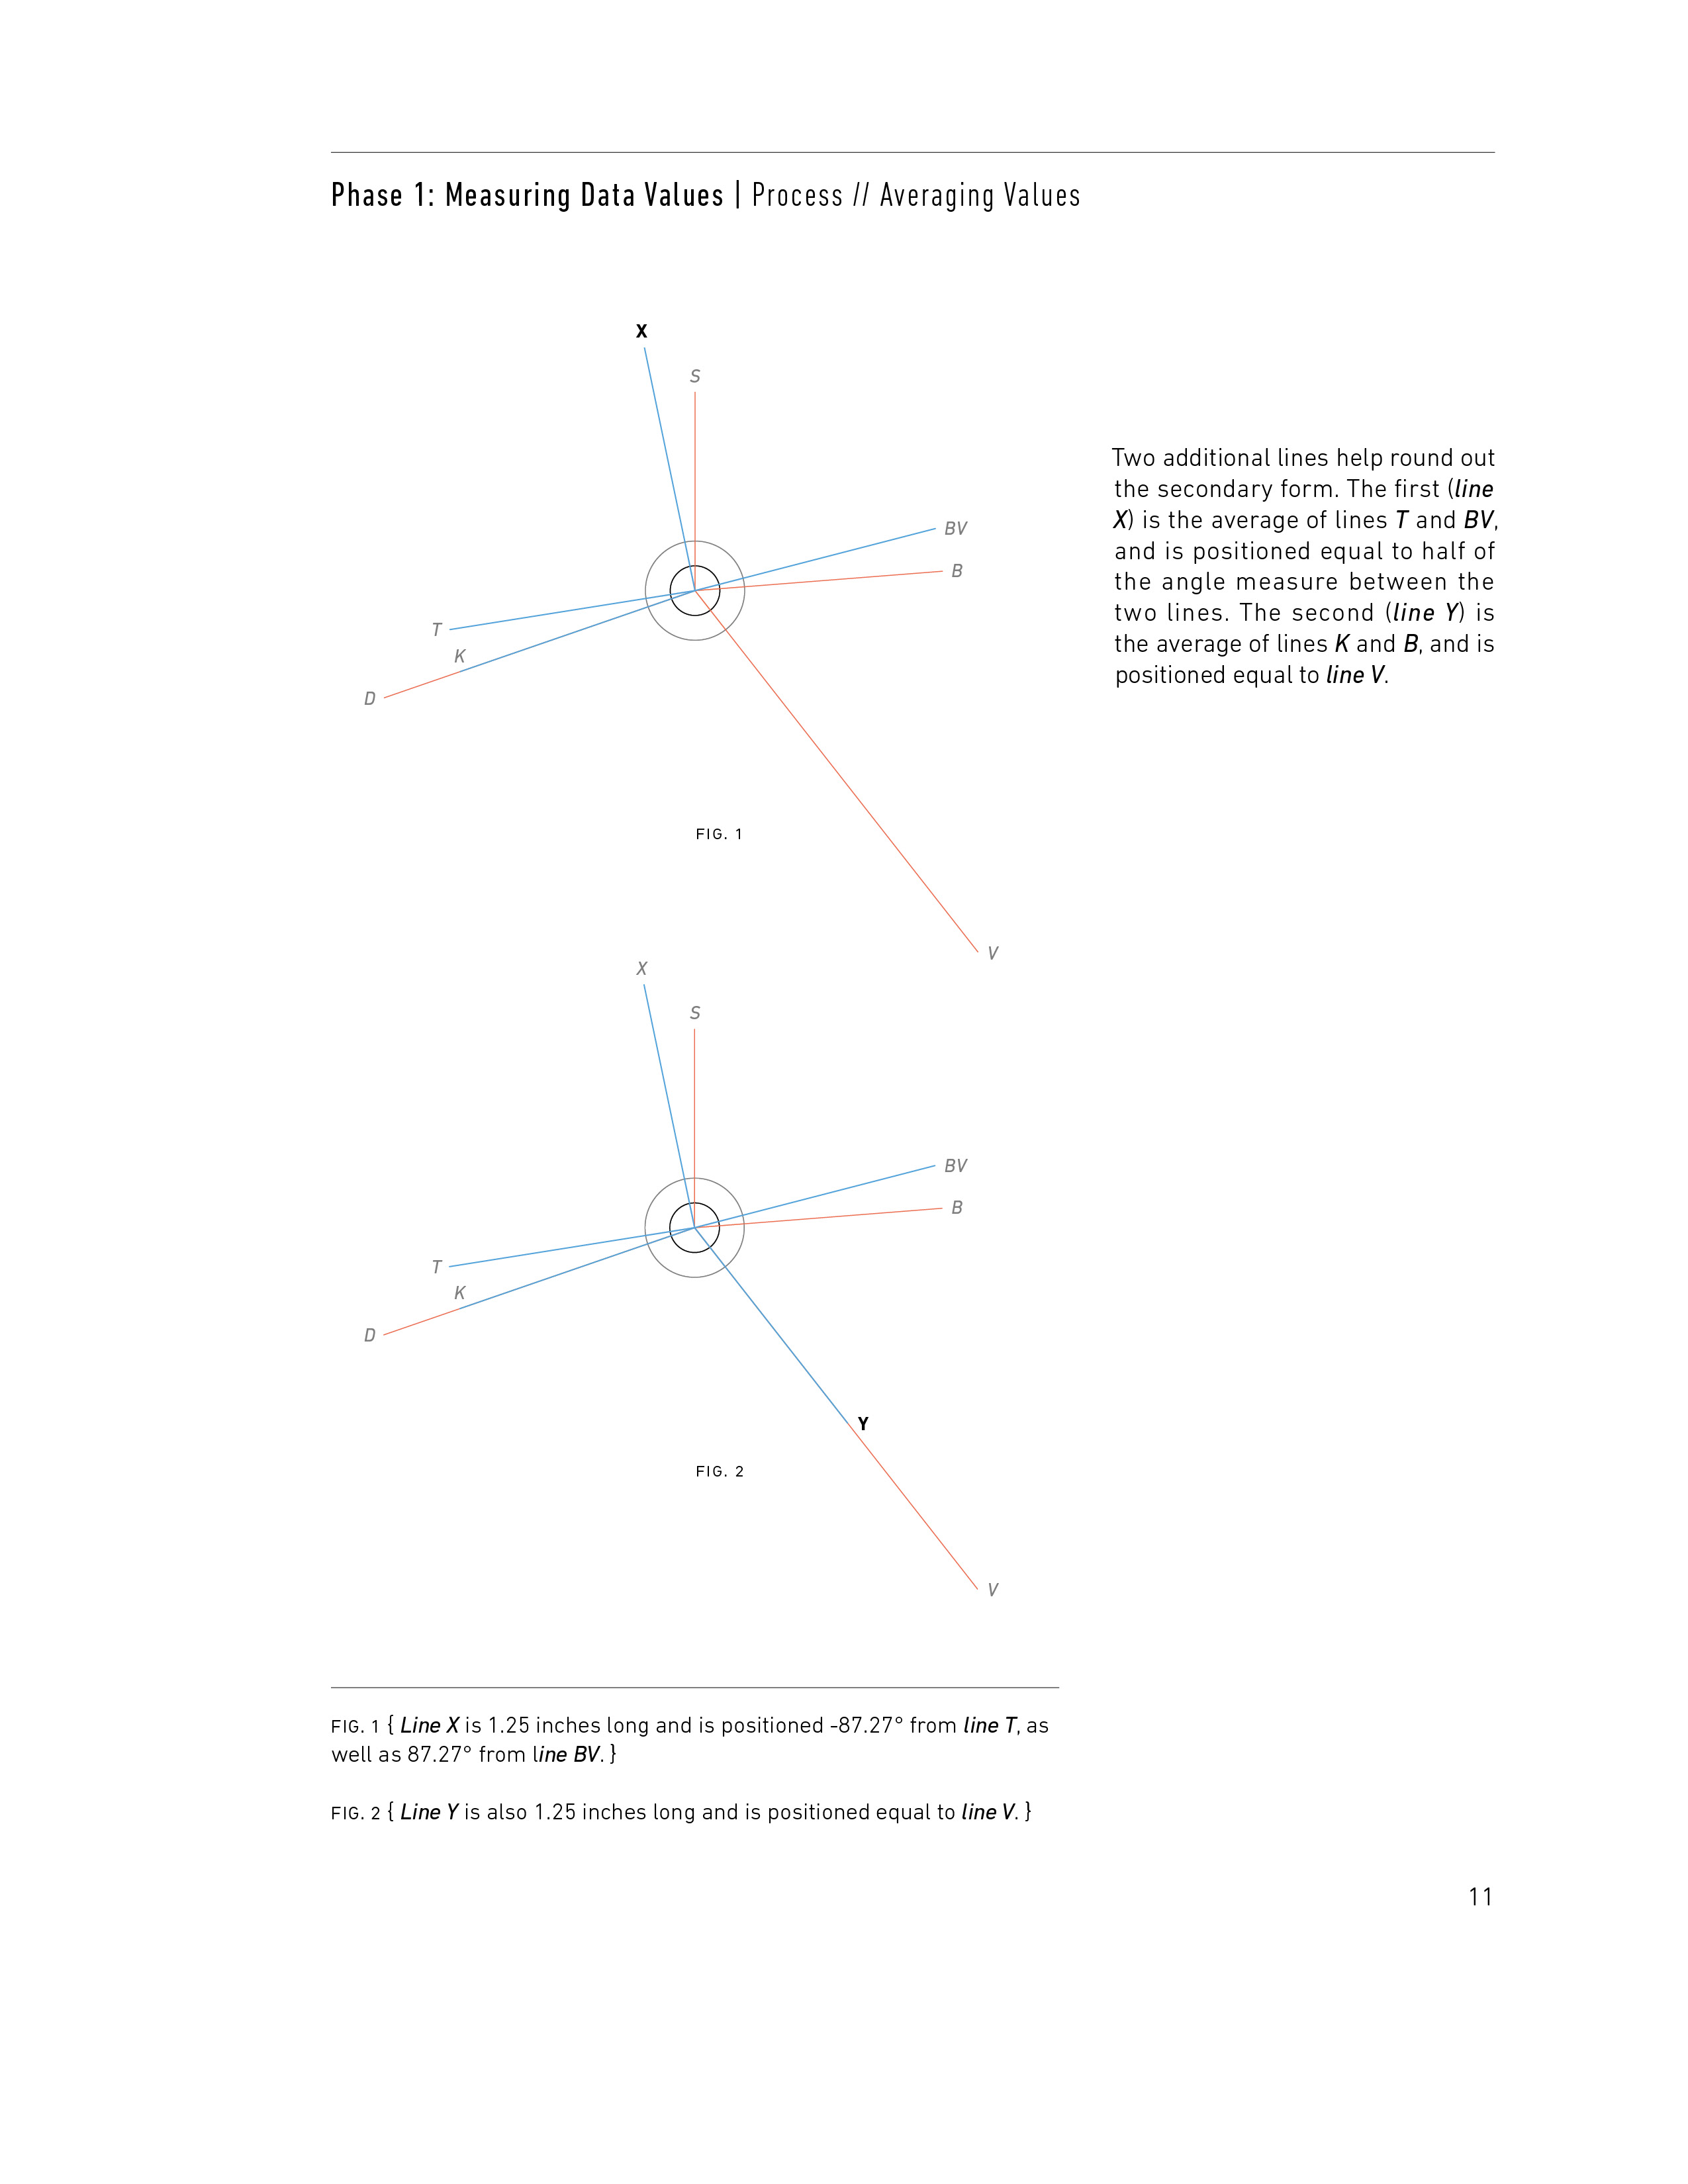 Phase 1: Measuring Data Values | Process // Averaging Values
X
S
BV
B
T
K
D
V
FIG. 1
Two additional lines help round out
the secondary form. The first (line
X) is the average of lines T and BV,
and is positioned equal to half of
the angle measure between the
two lines. The second (line Y) is
the average of lines K and B, and is
positioned equal to line V.
X
S
BV
B
T
K
D
Y
V
FIG. 2
FIG. 1 { Line X is 1.25 inches long and is positioned -87.27° from line T, as
well as 87.27° from line BV. }
FIG. 2 { Line Y is also 1.25 inches long and is positioned equal to line V. }
11